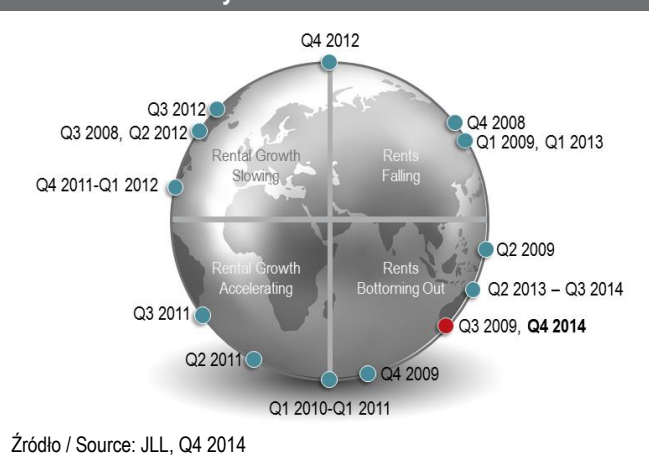 Q4 2012
Q3 2012
Q4 2008
Q3 2008, Q2 2012
Q1 2009, Q1 2013
Rental Growth
Slowing
Rents
Falling
Q4 2011-Q1 2012
Q2 2009
Rental Growth
Accelerating
Rents
Bottoming Out
Q2 2013 – Q3 2014
Q3 2011
Q3 2009, Q4 2014
Q2 2011
Q4 2009
Q1 2010-Q1 2011
Źródło / Source: JLL, Q4 2014